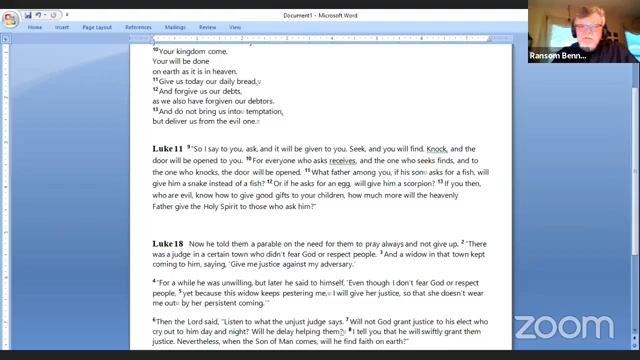 Document1 - Microsoft Word
Home Insert Page Layout References Mailings Review View
Ransom Benn...
10 Your kingdom come.
Your will be done
on earth as it is in heaven.
11 Give us today our daily bread.
12 And forgive us our debts,
as we also have forgiven our debtors.
13 And do not bring us into temptation,
but deliver us from the evil one.
Luke 11 9 "So I say to you, ask, and it will be given to you. Seek, and you will find. Knock, and the
door will be opened to you. 10 For everyone who asks receives, and the one who seeks finds, and to
the one who knocks, the door will be opened. 11 What father among you, if his son asks for a fish, will
give him a snake instead of a fish? 12 Or if he asks for an egg, will give him a scorpion? 13 If you then,
who are evil, know how to give good gifts to your children, how much more will the heavenly
Father give the Holy Spirit to those who ask him?"
Luke 18 Now he told them a parable on the need for them to pray always and not give up. 2 "There
was a judge in a certain town who didn't fear God or respect people. 3 And a widow in that town kept
coming to him, saying, 'Give me justice against my adversary.'
4 "For a while he was unwilling, but later he said to himself, 'Even though I don't fear God or respect
people, 5 yet because this widow keeps pestering me, I will give her justice, so that she doesn't wear
me out by her persistent coming.'"
6 Then the Lord said, "Listen to what the unjust judge says. 7 Will not God grant justice to his elect who
cry out to him day and night? Will he delay helping them? 8 I tell you that he will swiftly grant them
justice. Nevertheless, when the Son of Man comes, will he find faith on earth?"
zoom